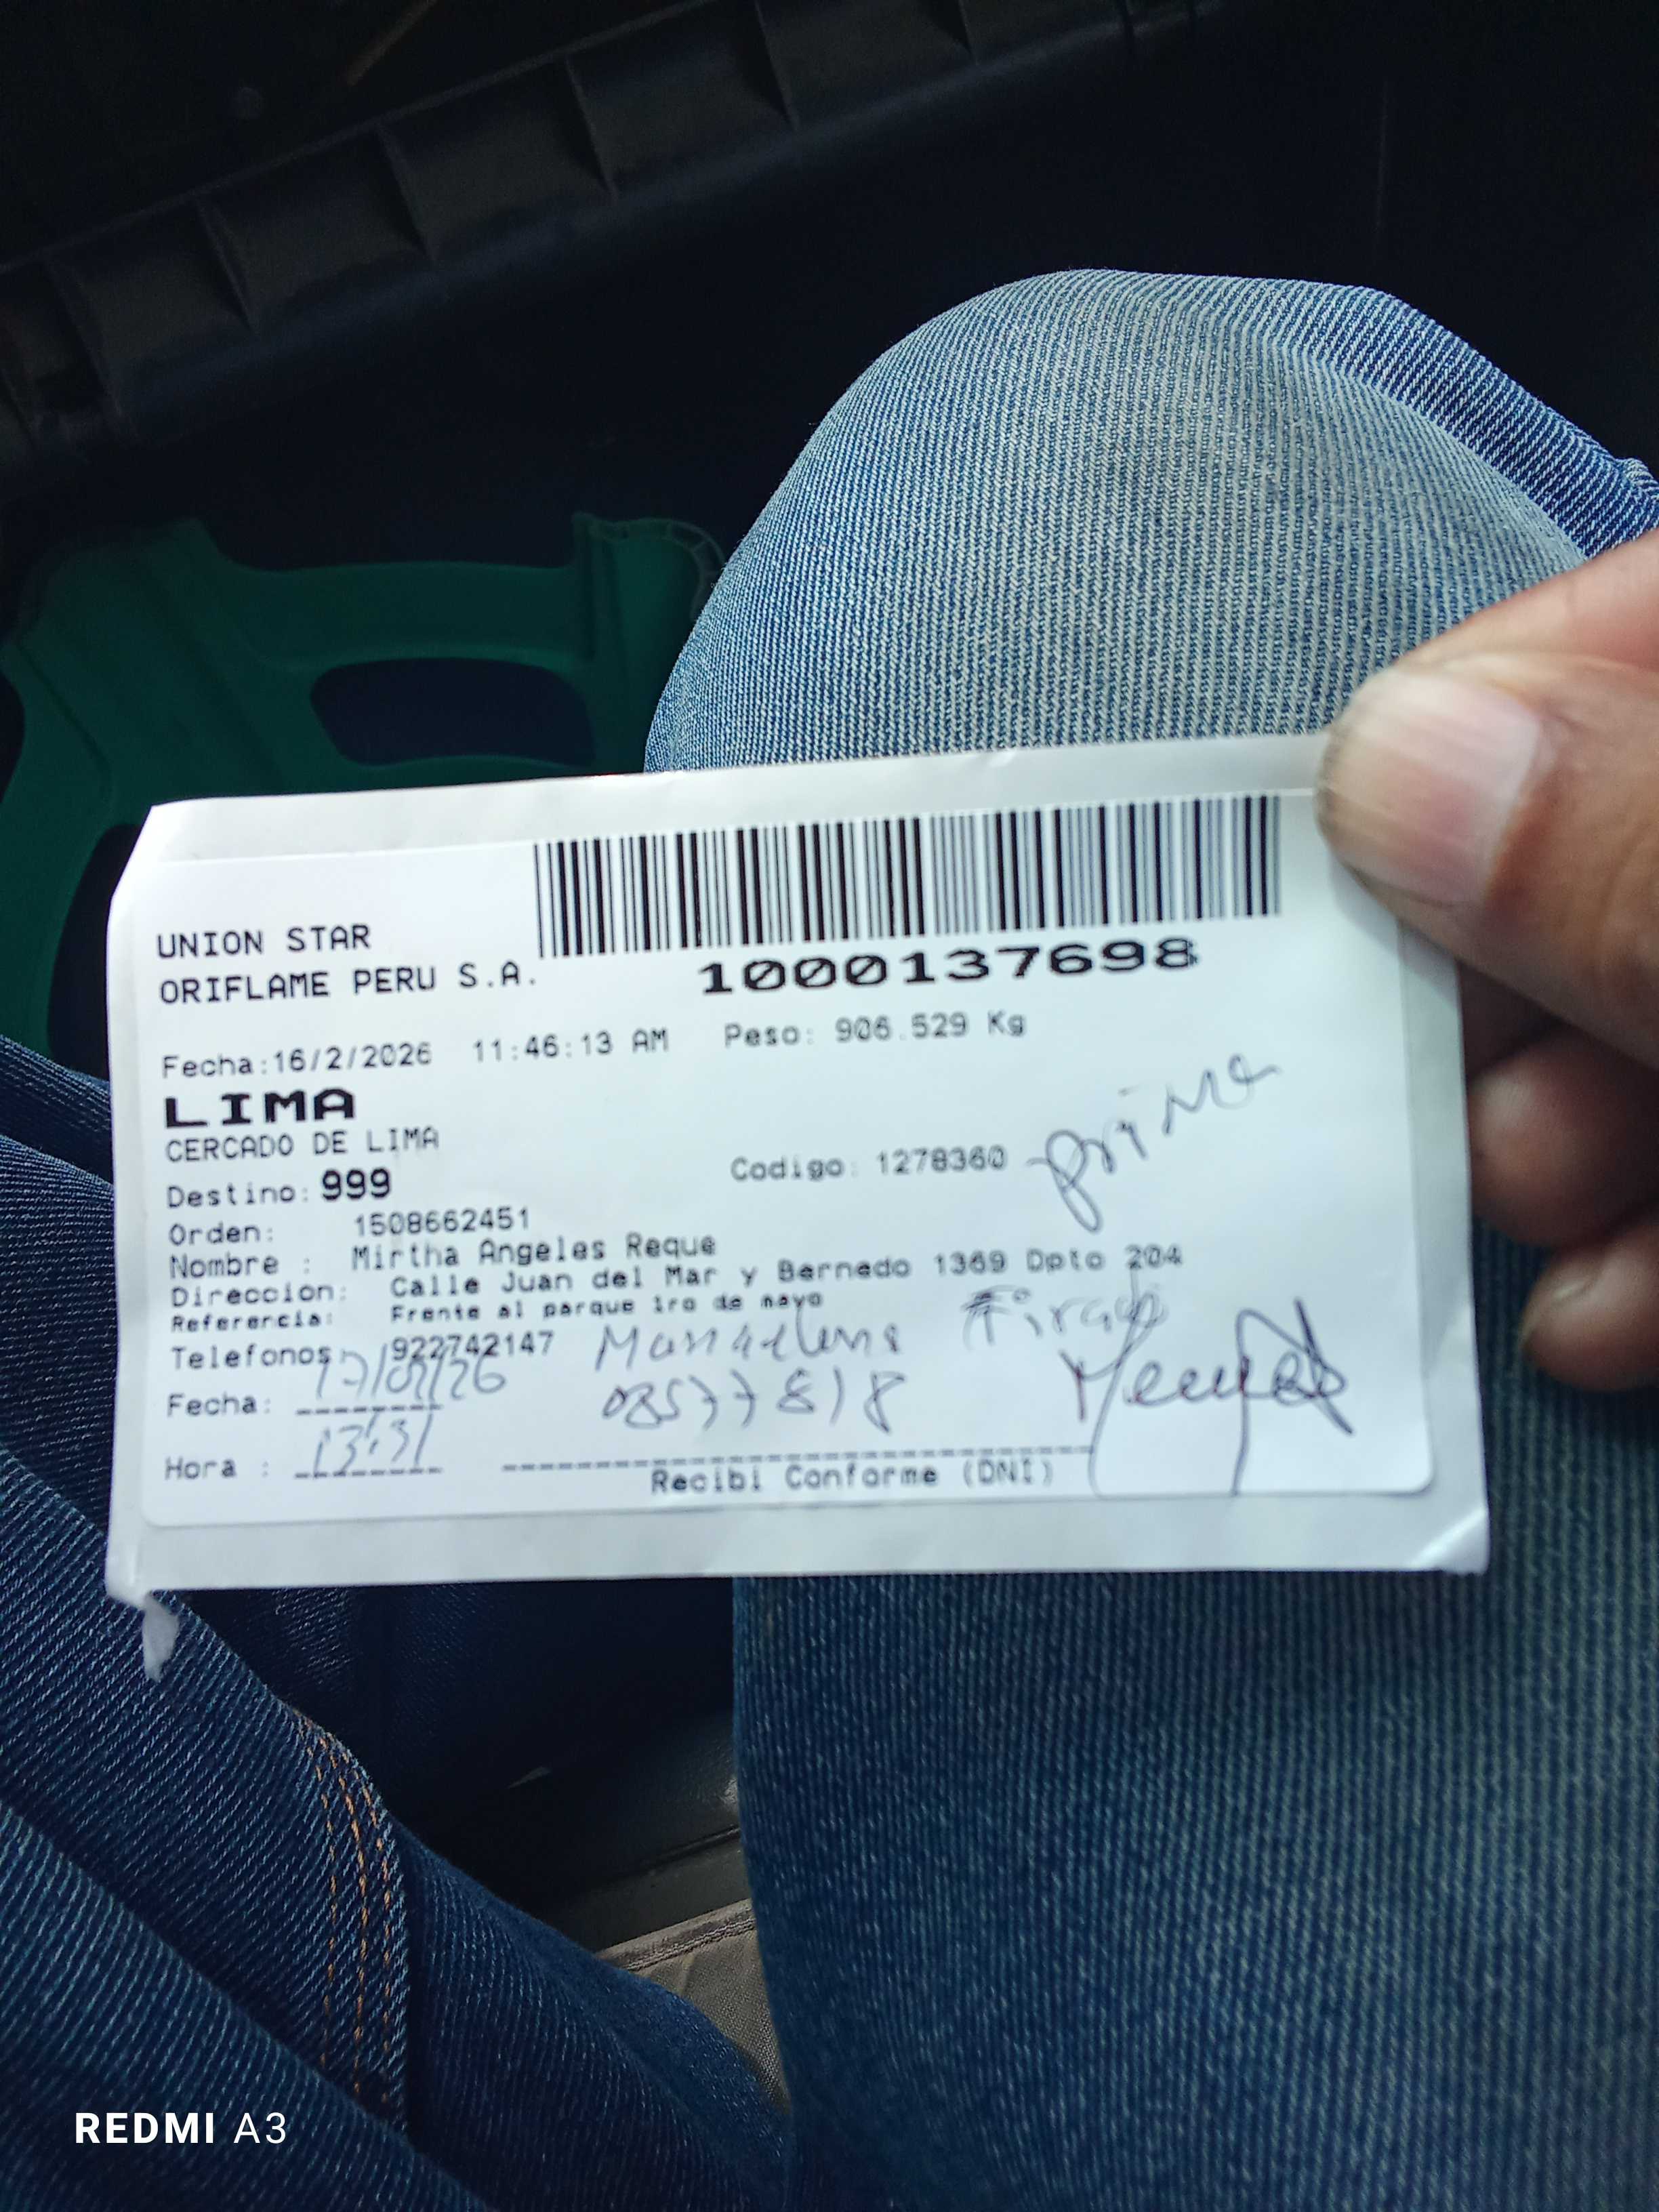 UNION STAR
ORIFLAME PERU S.A.
1000137698
Fecha:16/2/2026 11:46:13 AM Peso: 906.529 Kg
LIMA
CERCADO DE LIMA
Destino: 999 Codigo: 1278360 prima
Orden: 1508662451
Nombre : Mirtha Angeles Reque
Direccion: Calle Juan del Mar y Bernedo 1369 Dpto 204
Referencia: Frente al parque 1ro de mayo
Telefonos: 922742147
Fecha: 17/02/26
Hora : 13:31
Recibi Conforme (DNI)
REDMI A3